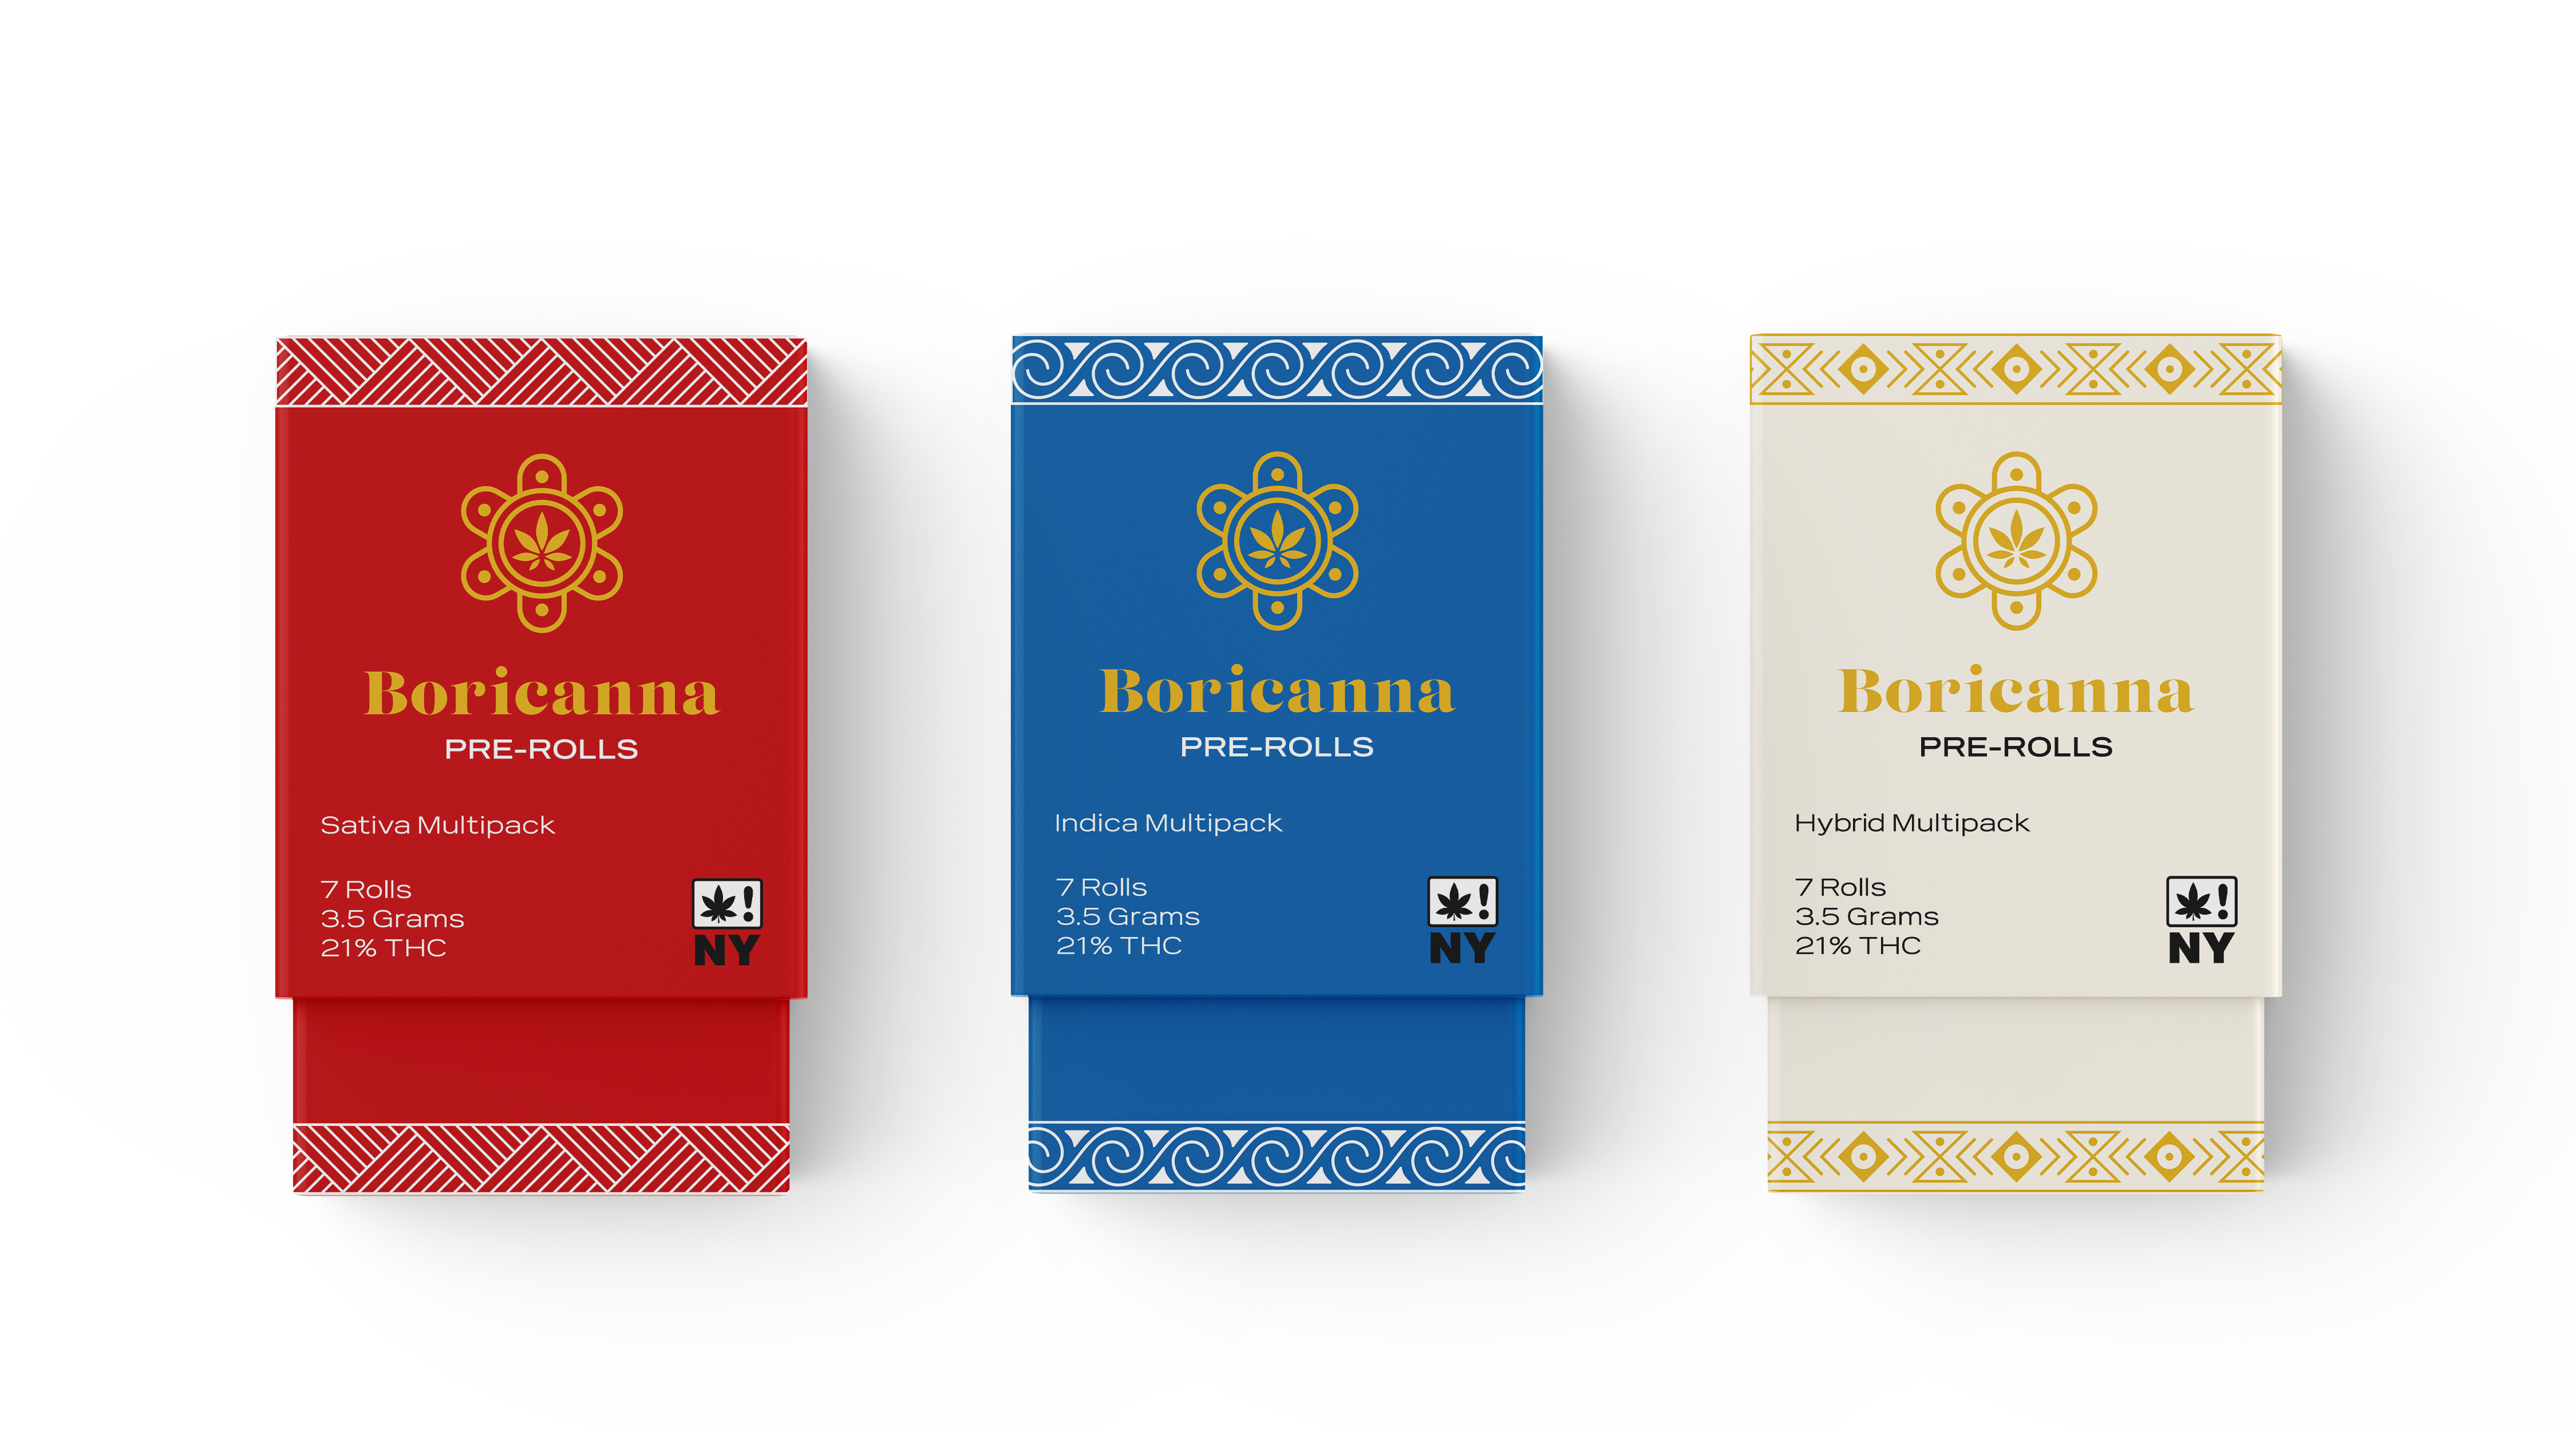 Boricanna
PRE-ROLLS
Sativa Multipack
7 Rolls
3.5 Grams
21% THC
!
NY
Boricanna
PRE-ROLLS
Indica Multipack
7 Rolls
3.5 Grams
21% THC
!
NY
Boricanna
PRE-ROLLS
Hybrid Multipack
7 Rolls
3.5 Grams
21% THC
!
NY